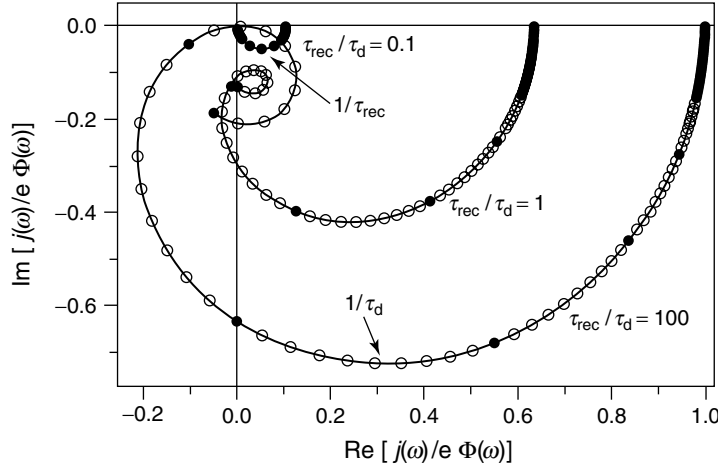 0.0
−0.2
−0.4
−0.6
Im [ j(ω)/e Φ(ω)]
τrec / τd = 0.1
1/τrec
τrec / τd = 1
1/τd
τrec / τd = 100
−0.2
0.0
0.2
0.4
0.6
0.8
1.0
Re [ j(ω)/e Φ(ω)]